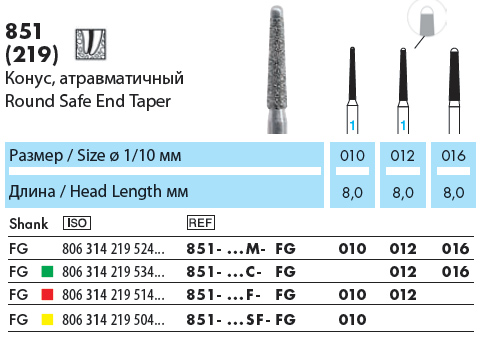 851
(219)
Конус, атравматичный
Round Safe End Taper
1 1
Размер / Size ø 1/10 мм 010 012 016
Длина / Head Length мм 8,0 8,0 8,0
Shank ISO REF
FG 806 314 219 524... 851- ...M- FG 010 012 016
FG 806 314 219 534... 851- ...C- FG 012 016
FG 806 314 219 514... 851- ...F- FG 010 012
FG 806 314 219 504... 851- ...SF- FG 010